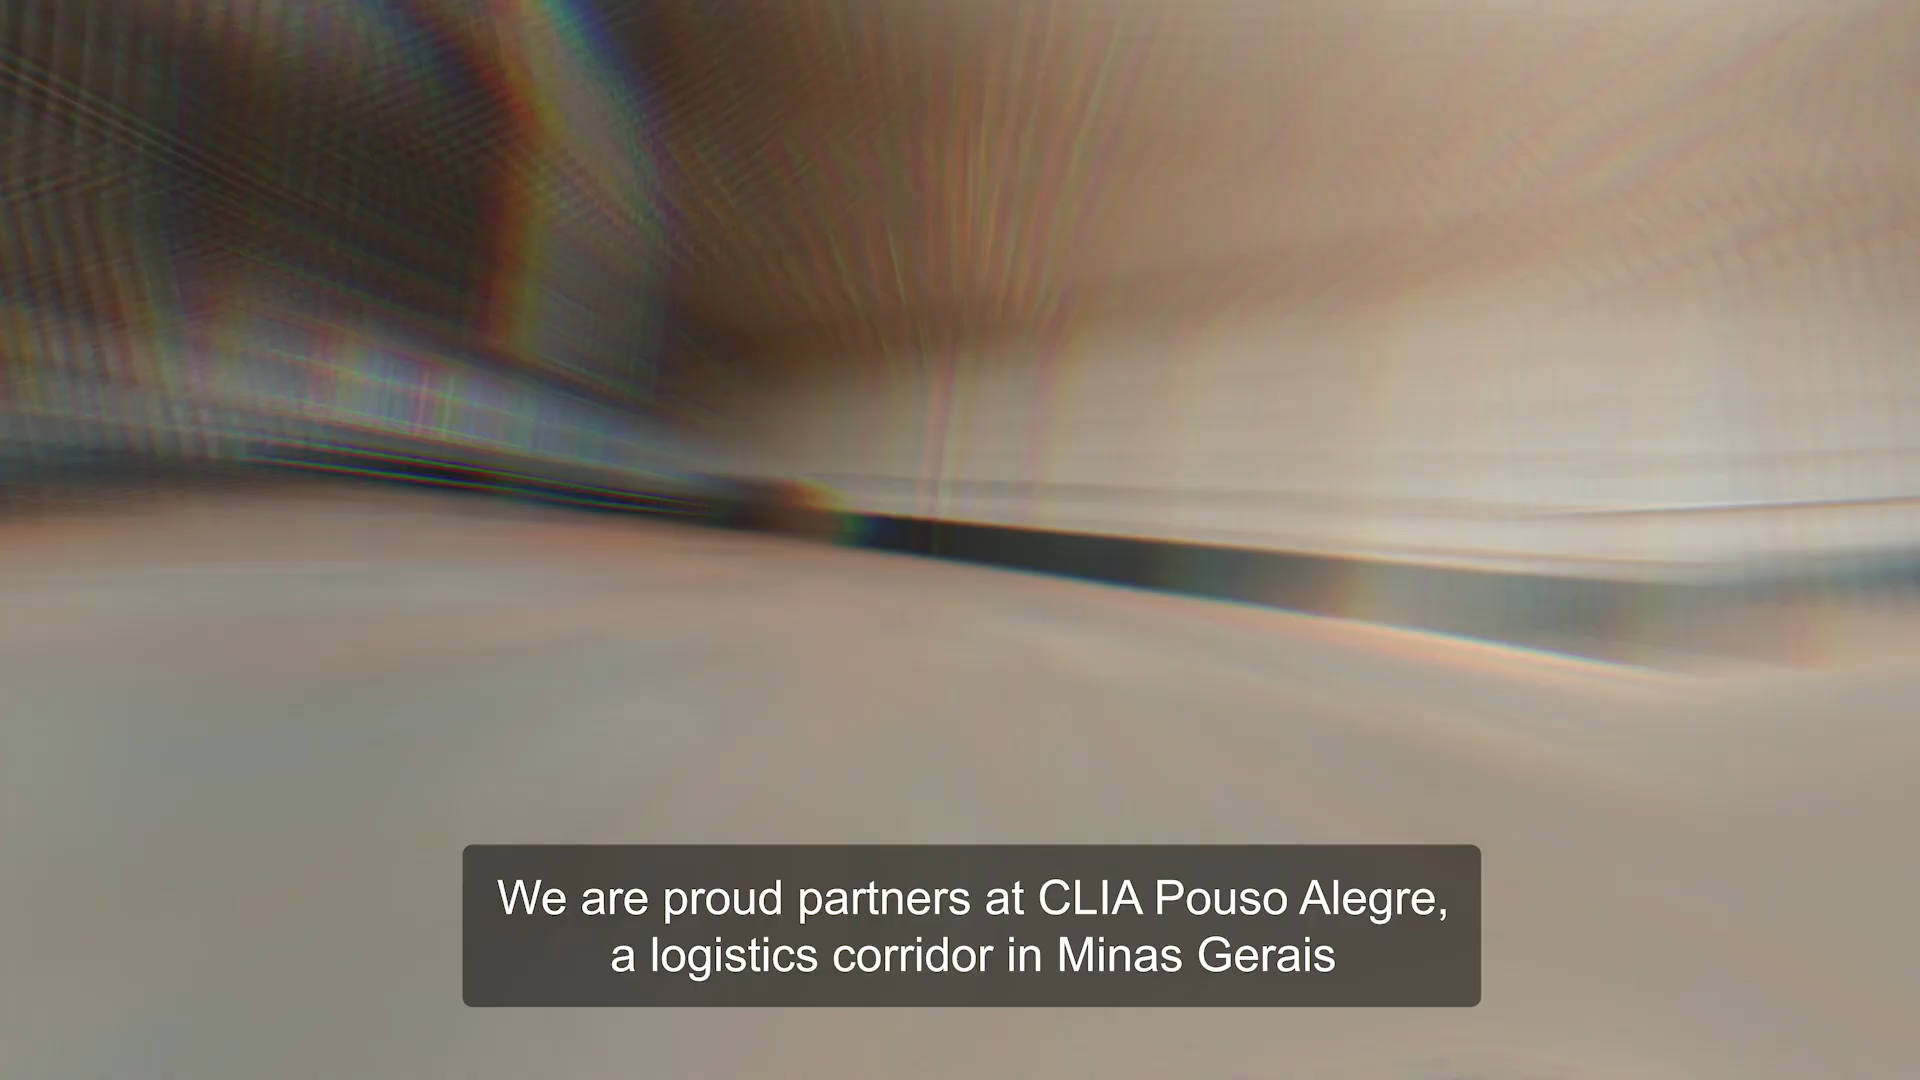 We are proud partners at CLIA Pouso Alegre,
a logistics corridor in Minas Gerais